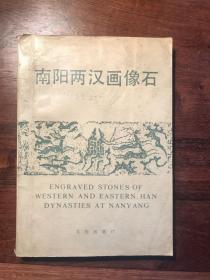 南阳两汉画像石
ENGRAVED STONES OF
WESTERN AND EASTERN HAN
DYNASTIES AT NANYANG
文物出版社